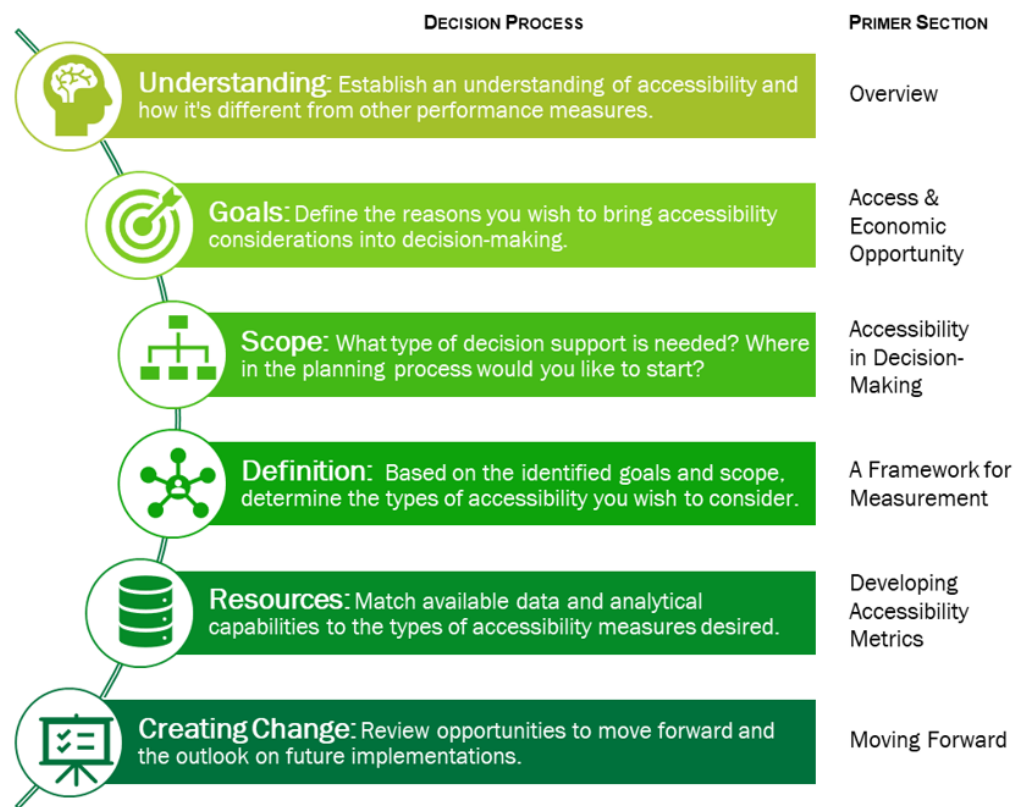 DECISION PROCESS
PRIMER SECTION
Understanding: Establish an understanding of accessibility and
how it's different from other performance measures.
Overview
Goals: Define the reasons you wish to bring accessibility
considerations into decision-making.
Access &
Economic
Opportunity
Scope: What type of decision support is needed? Where
in the planning process would you like to start?
Accessibility
in Decision-
Making
Definition: Based on the identified goals and scope,
determine the types of accessibility you wish to consider.
A Framework for
Measurement
Resources: Match available data and analytical
capabilities to the types of accessibility measures desired.
Developing
Accessibility
Metrics
Creating Change: Review opportunities to move forward and
the outlook on future implementations.
Moving Forward